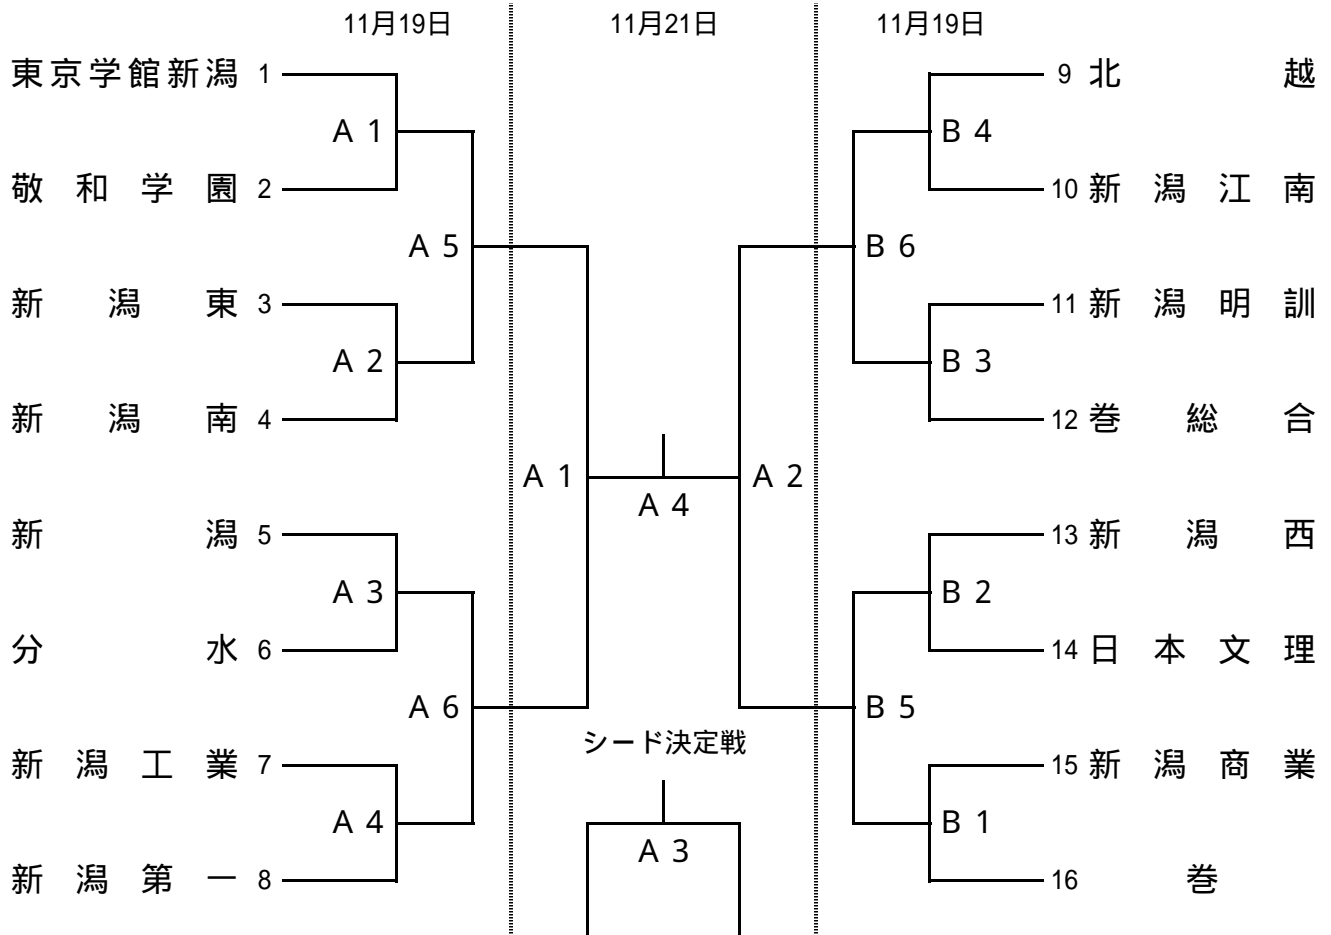 11月19日 11月21日 11月19日
東京学館新潟 1 9 北越
A 1 B 4
敬和学園 2 10 新潟江南
A 5 B 6
新潟東 3 11 新潟明訓
A 2 B 3
新潟南 4 12 巻総合
A 1 A 2
A 4
新潟 5 13 新潟西
A 3 B 2
分水 6 14 日本文理
A 6 B 5
シード決定戦
新潟工業 7 15 新潟商業
A 4 B 1
A 3
新潟第一 8 16 巻